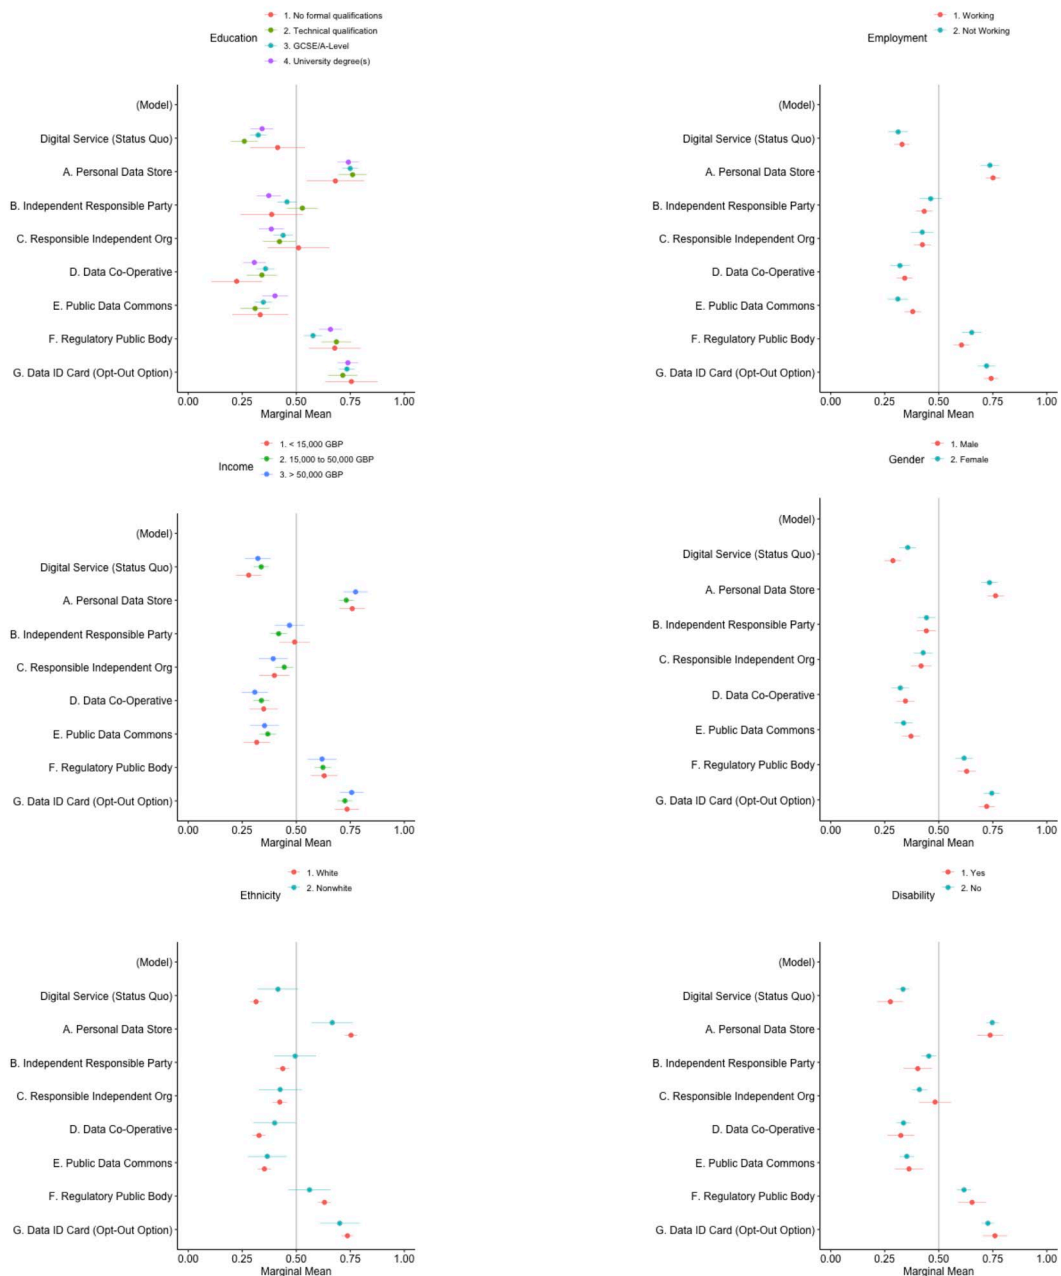 Education
1. No formal qualifications
2. Technical qualification
3. GCSE/A-Level
4. University degree(s)
(Model)
Digital Service (Status Quo)
A. Personal Data Store
B. Independent Responsible Party
C. Responsible Independent Org
D. Data Co-Operative
E. Public Data Commons
F. Regulatory Public Body
G. Data ID Card (Opt-Out Option)
0.00 0.25 0.50 0.75 1.00
Marginal Mean
Employment
1. Working
2. Not Working
(Model)
Digital Service (Status Quo)
A. Personal Data Store
B. Independent Responsible Party
C. Responsible Independent Org
D. Data Co-Operative
E. Public Data Commons
F. Regulatory Public Body
G. Data ID Card (Opt-Out Option)
0.00 0.25 0.50 0.75 1.00
Marginal Mean
Income
1. < 15,000 GBP
2. 15,000 to 50,000 GBP
3. > 50,000 GBP
(Model)
Digital Service (Status Quo)
A. Personal Data Store
B. Independent Responsible Party
C. Responsible Independent Org
D. Data Co-Operative
E. Public Data Commons
F. Regulatory Public Body
G. Data ID Card (Opt-Out Option)
0.00 0.25 0.50 0.75 1.00
Marginal Mean
Gender
1. Male
2. Female
(Model)
Digital Service (Status Quo)
A. Personal Data Store
B. Independent Responsible Party
C. Responsible Independent Org
D. Data Co-Operative
E. Public Data Commons
F. Regulatory Public Body
G. Data ID Card (Opt-Out Option)
0.00 0.25 0.50 0.75 1.00
Marginal Mean
Ethnicity
1. White
2. Nonwhite
(Model)
Digital Service (Status Quo)
A. Personal Data Store
B. Independent Responsible Party
C. Responsible Independent Org
D. Data Co-Operative
E. Public Data Commons
F. Regulatory Public Body
G. Data ID Card (Opt-Out Option)
0.00 0.25 0.50 0.75 1.00
Marginal Mean
Disability
1. Yes
2. No
(Model)
Digital Service (Status Quo)
A. Personal Data Store
B. Independent Responsible Party
C. Responsible Independent Org
D. Data Co-Operative
E. Public Data Commons
F. Regulatory Public Body
G. Data ID Card (Opt-Out Option)
0.00 0.25 0.50 0.75 1.00
Marginal Mean